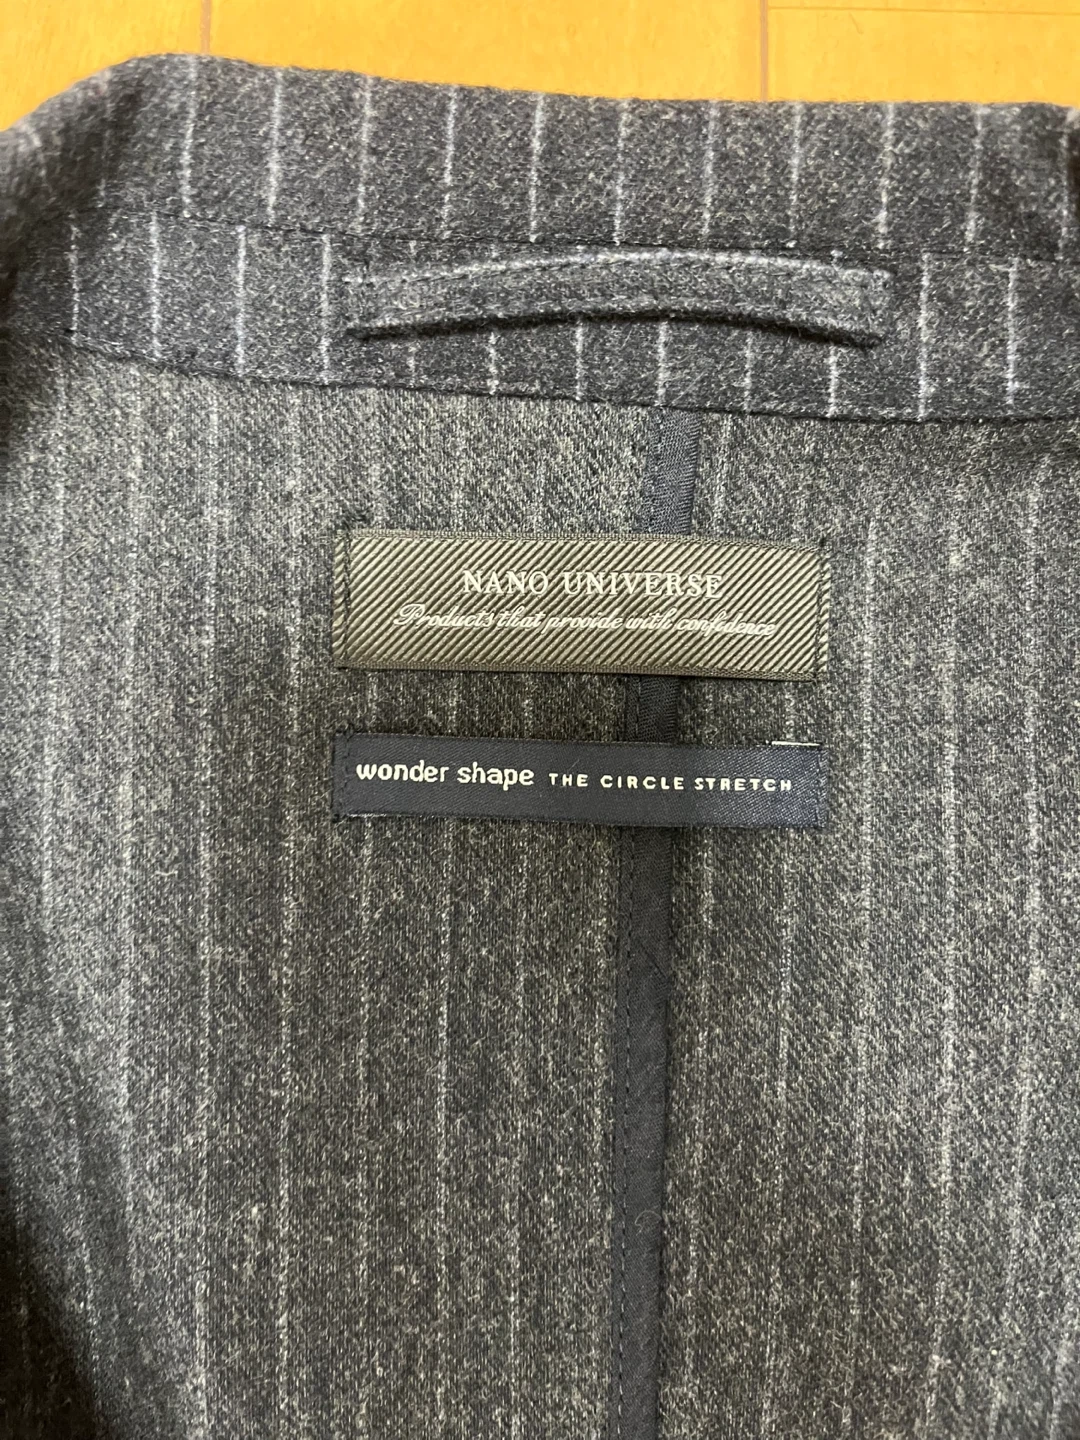 NANO UNIVERSE
Products that provide with confidence
wonder shape THE CIRCLE STRETCH